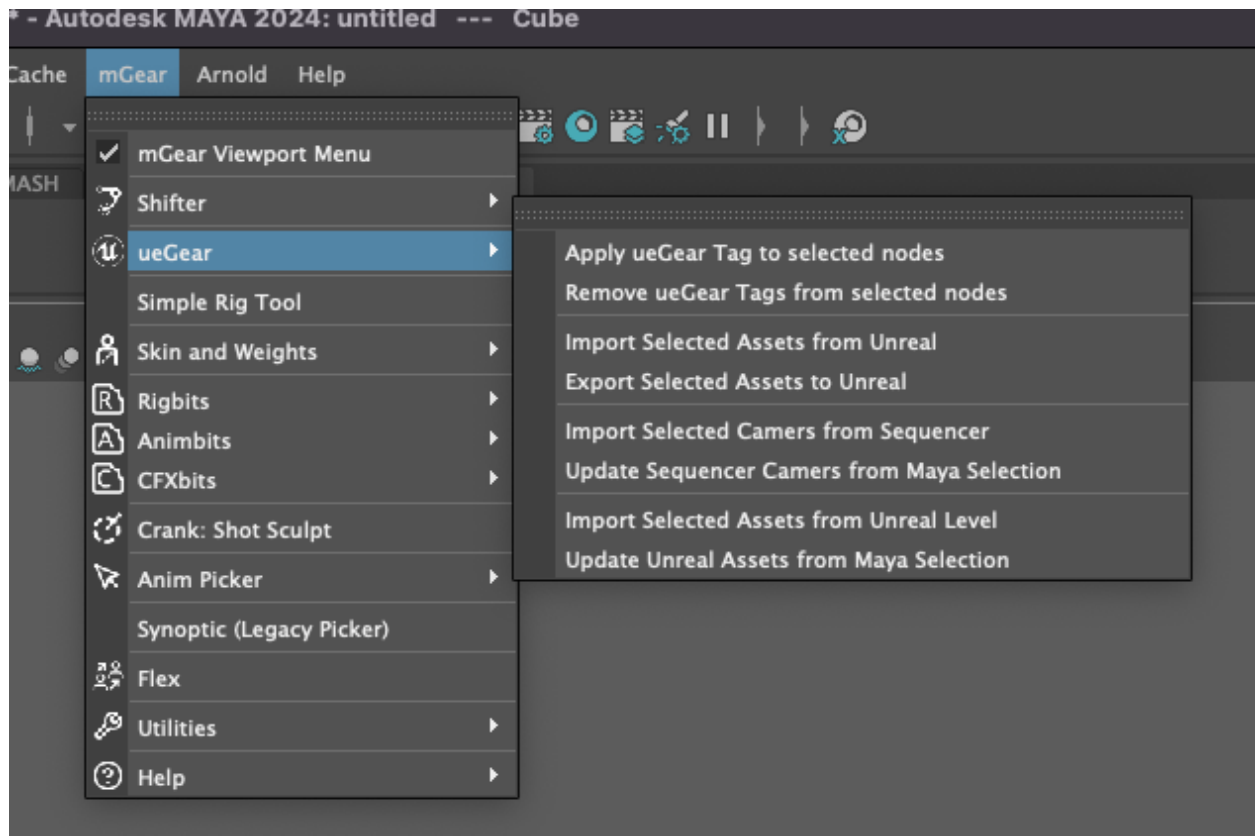 * - Autodesk MAYA 2024: untitled --- Cube
Cache mGear Arnold Help
mGear Viewport Menu
MASH
Shifter
ueGear
Simple Rig Tool
Skin and Weights
Rigbits
Animbits
CFXbits
Crank: Shot Sculpt
Anim Picker
Synoptic (Legacy Picker)
Flex
Utilities
Help
Apply ueGear Tag to selected nodes
Remove ueGear Tags from selected nodes
Import Selected Assets from Unreal
Export Selected Assets to Unreal
Import Selected Camers from Sequencer
Update Sequencer Camers from Maya Selection
Import Selected Assets from Unreal Level
Update Unreal Assets from Maya Selection